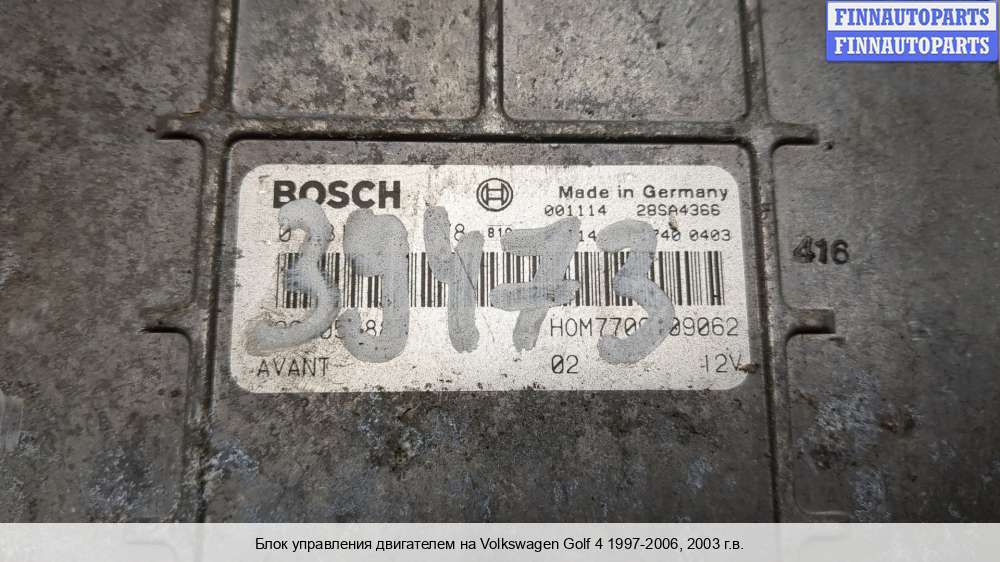 FINNAUTOPARTS
FINNAUTOPARTS
BOSCH Made in Germany
001114 28SA4366
0403
39473
416
AVANT 02 12V
Блок управления двигателем на Volkswagen Golf 4 1997-2006, 2003 г.в.